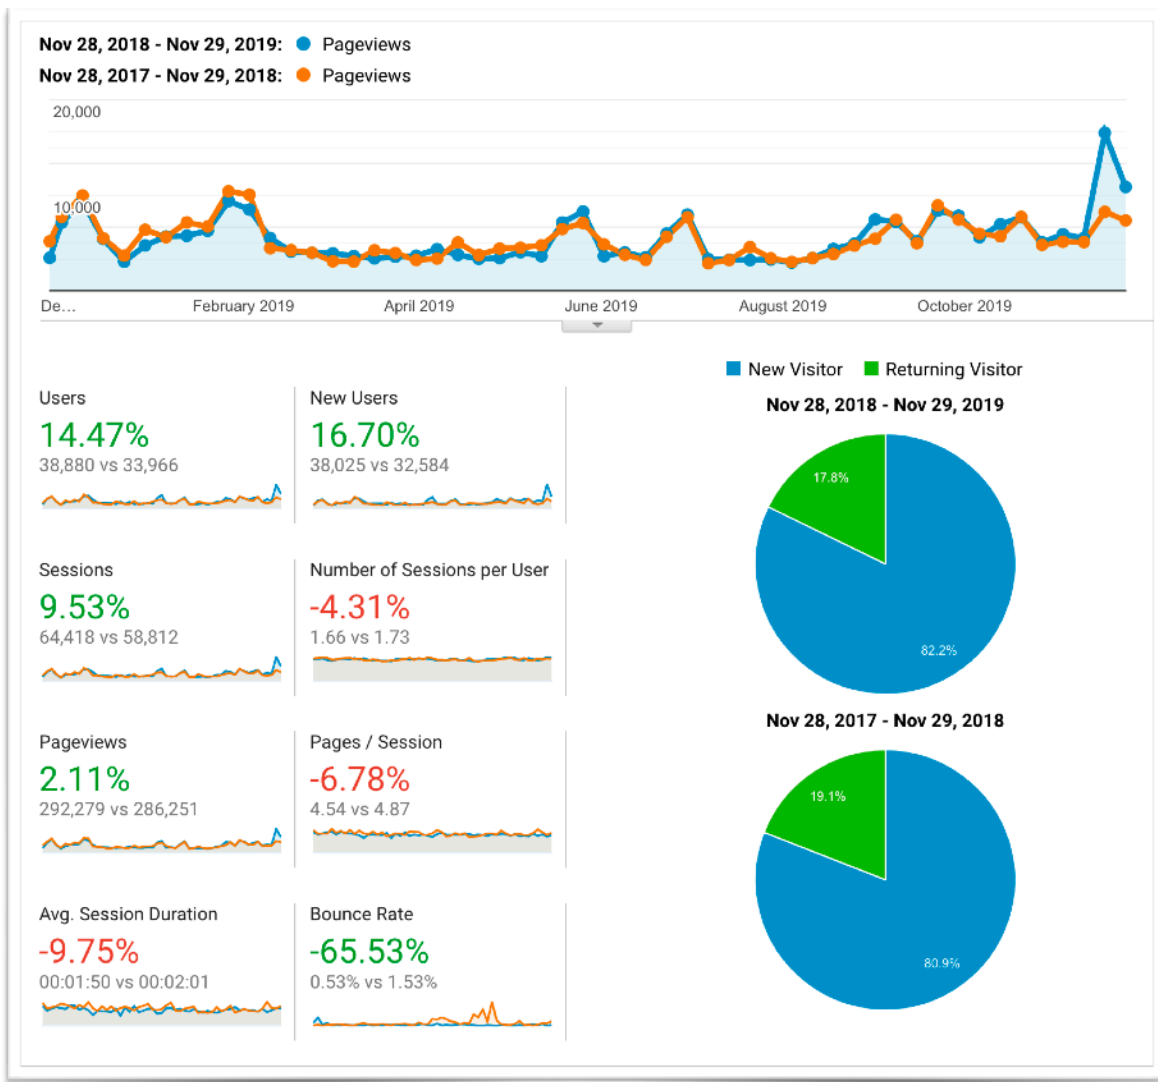 Nov 28, 2018 - Nov 29, 2019: Pageviews
Nov 28, 2017 - Nov 29, 2018: Pageviews
20,000
10,000
De... February 2019 April 2019 June 2019 August 2019 October 2019
New Visitor Returning Visitor
Nov 28, 2018 - Nov 29, 2019
17.8%
82.2%
Nov 28, 2017 - Nov 29, 2018
19.1%
80.9%
Users
14.47%
38,880 vs 33,966
New Users
16.70%
38,025 vs 32,584
Sessions
9.53%
64,418 vs 58,812
Number of Sessions per User
-4.31%
1.66 vs 1.73
Pageviews
2.11%
292,279 vs 286,251
Pages / Session
-6.78%
4.54 vs 4.87
Avg. Session Duration
-9.75%
00:01:50 vs 00:02:01
Bounce Rate
-65.53%
0.53% vs 1.53%